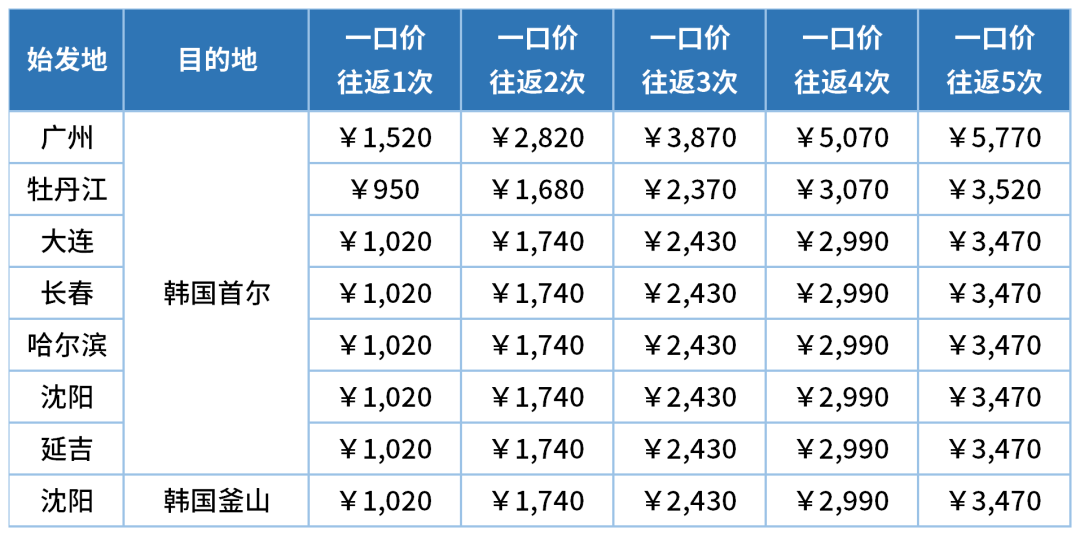 始发地 目的地 一口价 往返1次 一口价 往返2次 一口价 往返3次 一口价 往返4次 一口价 往返5次
广州 韩国首尔 ￥1,520 ￥2,820 ￥3,870 ￥5,070 ￥5,770
牡丹江 ￥950 ￥1,680 ￥2,370 ￥3,070 ￥3,520
大连 ￥1,020 ￥1,740 ￥2,430 ￥2,990 ￥3,470
长春 ￥1,020 ￥1,740 ￥2,430 ￥2,990 ￥3,470
哈尔滨 ￥1,020 ￥1,740 ￥2,430 ￥2,990 ￥3,470
沈阳 ￥1,020 ￥1,740 ￥2,430 ￥2,990 ￥3,470
延吉 ￥1,020 ￥1,740 ￥2,430 ￥2,990 ￥3,470
沈阳 韩国釜山 ￥1,020 ￥1,740 ￥2,430 ￥2,990 ￥3,470